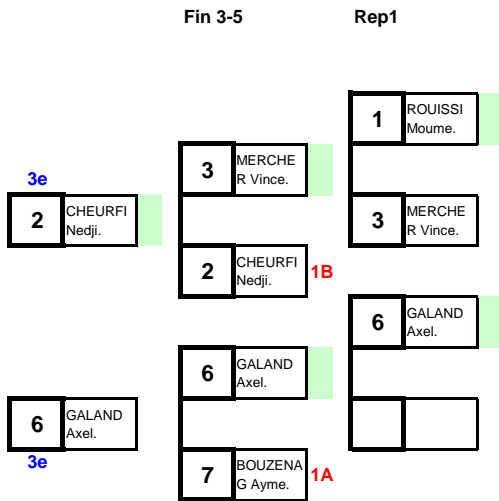 Fin 3-5 Rep1
1 ROUISSI
Moume.
3 MERCHE
R Vince.
3e
2 CHEURFI
Nedji.
3 MERCHE
R Vince.
2 CHEURFI
Nedji. 1B
6 GALAND
Axel.
6 GALAND
Axel.
6 GALAND
Axel.
3e
7 BOUZENA
G Ayme. 1A